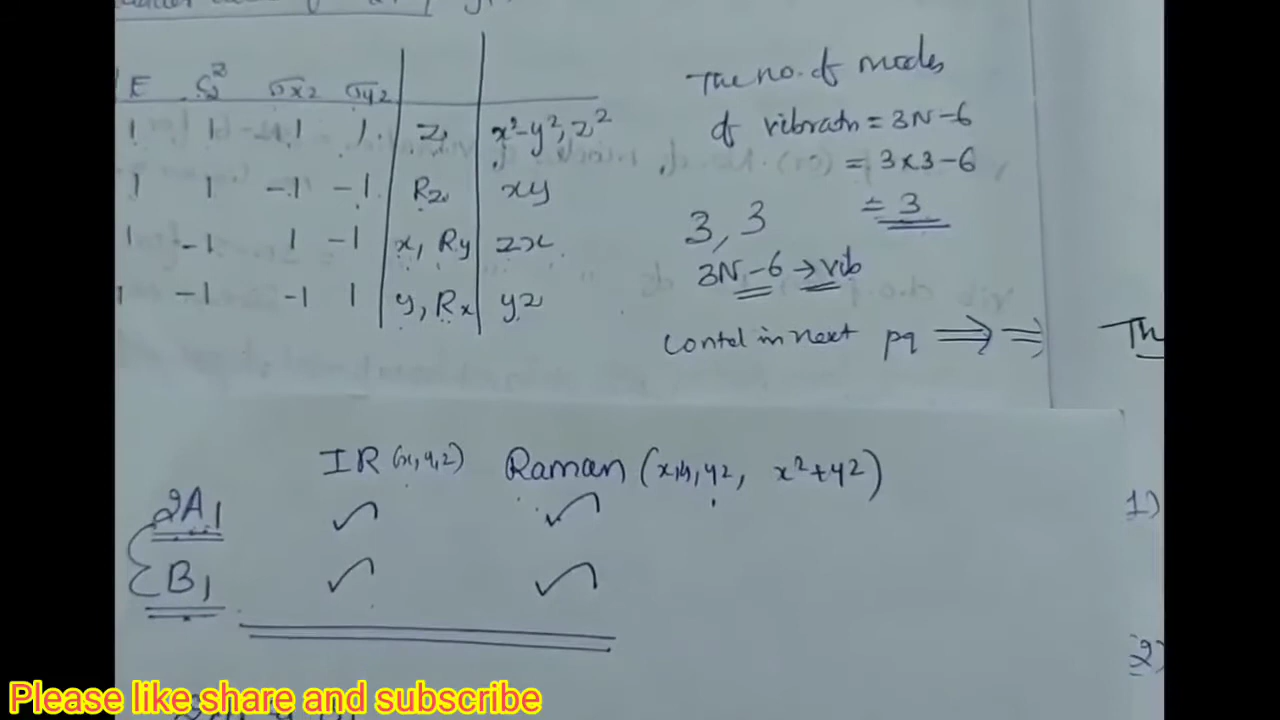 E C₂² σxz σyz
1 1 1 1 z x²-y², z²
1 1 -1 -1 Rz xy
1 -1 1 -1 x, Ry zx
1 -1 -1 1 y, Rx yz
The no. of modes
of vibratn = 3N-6
= 3x3-6
= 3
3, 3
3N-6 → vib
contd in next pg ⇒ ⇒
Th
IR (x,y,z) Raman (xy, yz, x²+y2)
2A₁ ✓ ✓
B₁ ✓ ✓
1)
2)
Please like share and subscribe